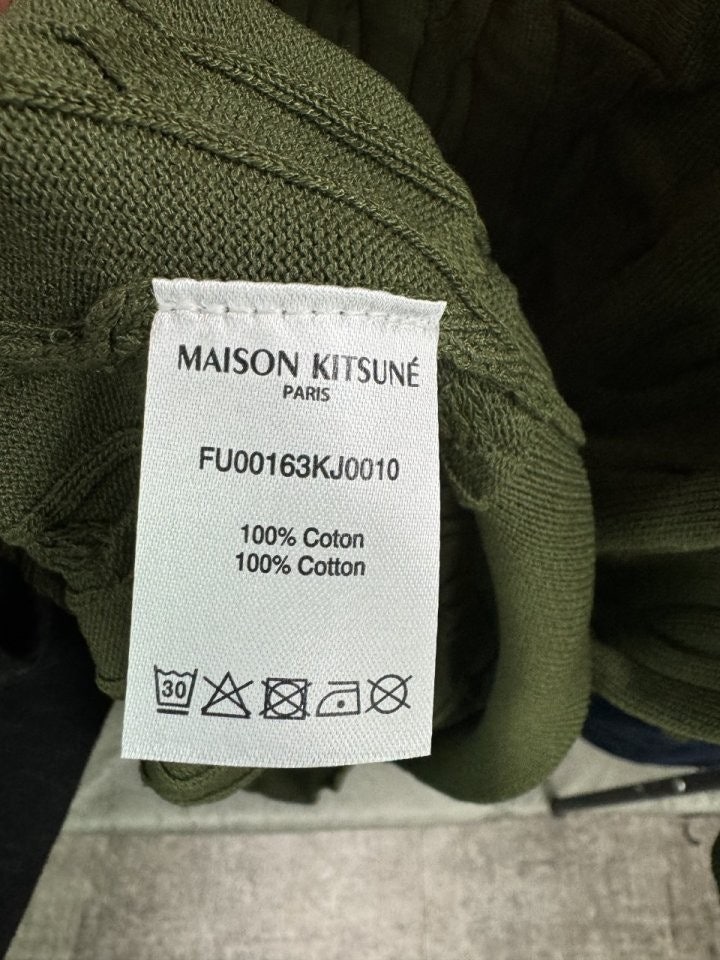 MAISON KITSUNÉ
PARIS
FU00163KJ0010
100% Coton
100% Cotton
30